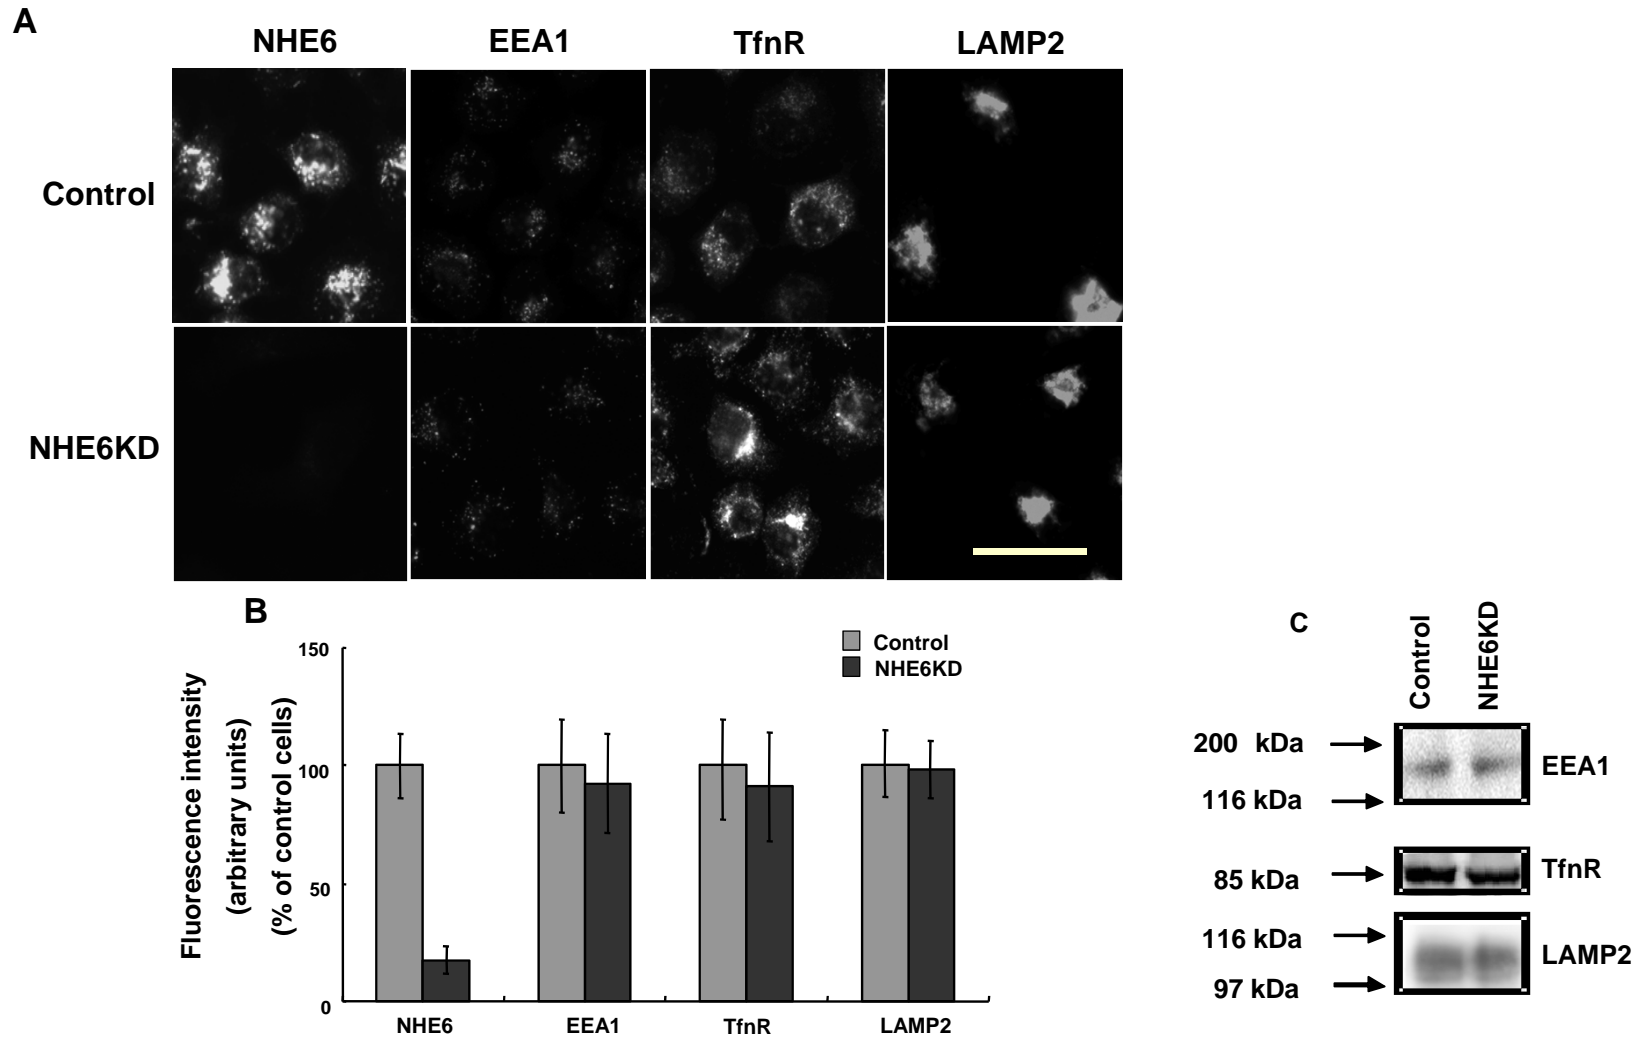 A
NHE6 EEA1 TfnR LAMP2
Control
NHE6KD
B
Fluorescence intensity
(arbitrary units)
(% of control cells)
150
100
50
0
Control
NHE6KD
NHE6 EEA1 TfnR LAMP2
C
Control
NHE6KD
200 kDa
EEA1
116 kDa
TfnR
85 kDa
116 kDa
LAMP2
97 kDa